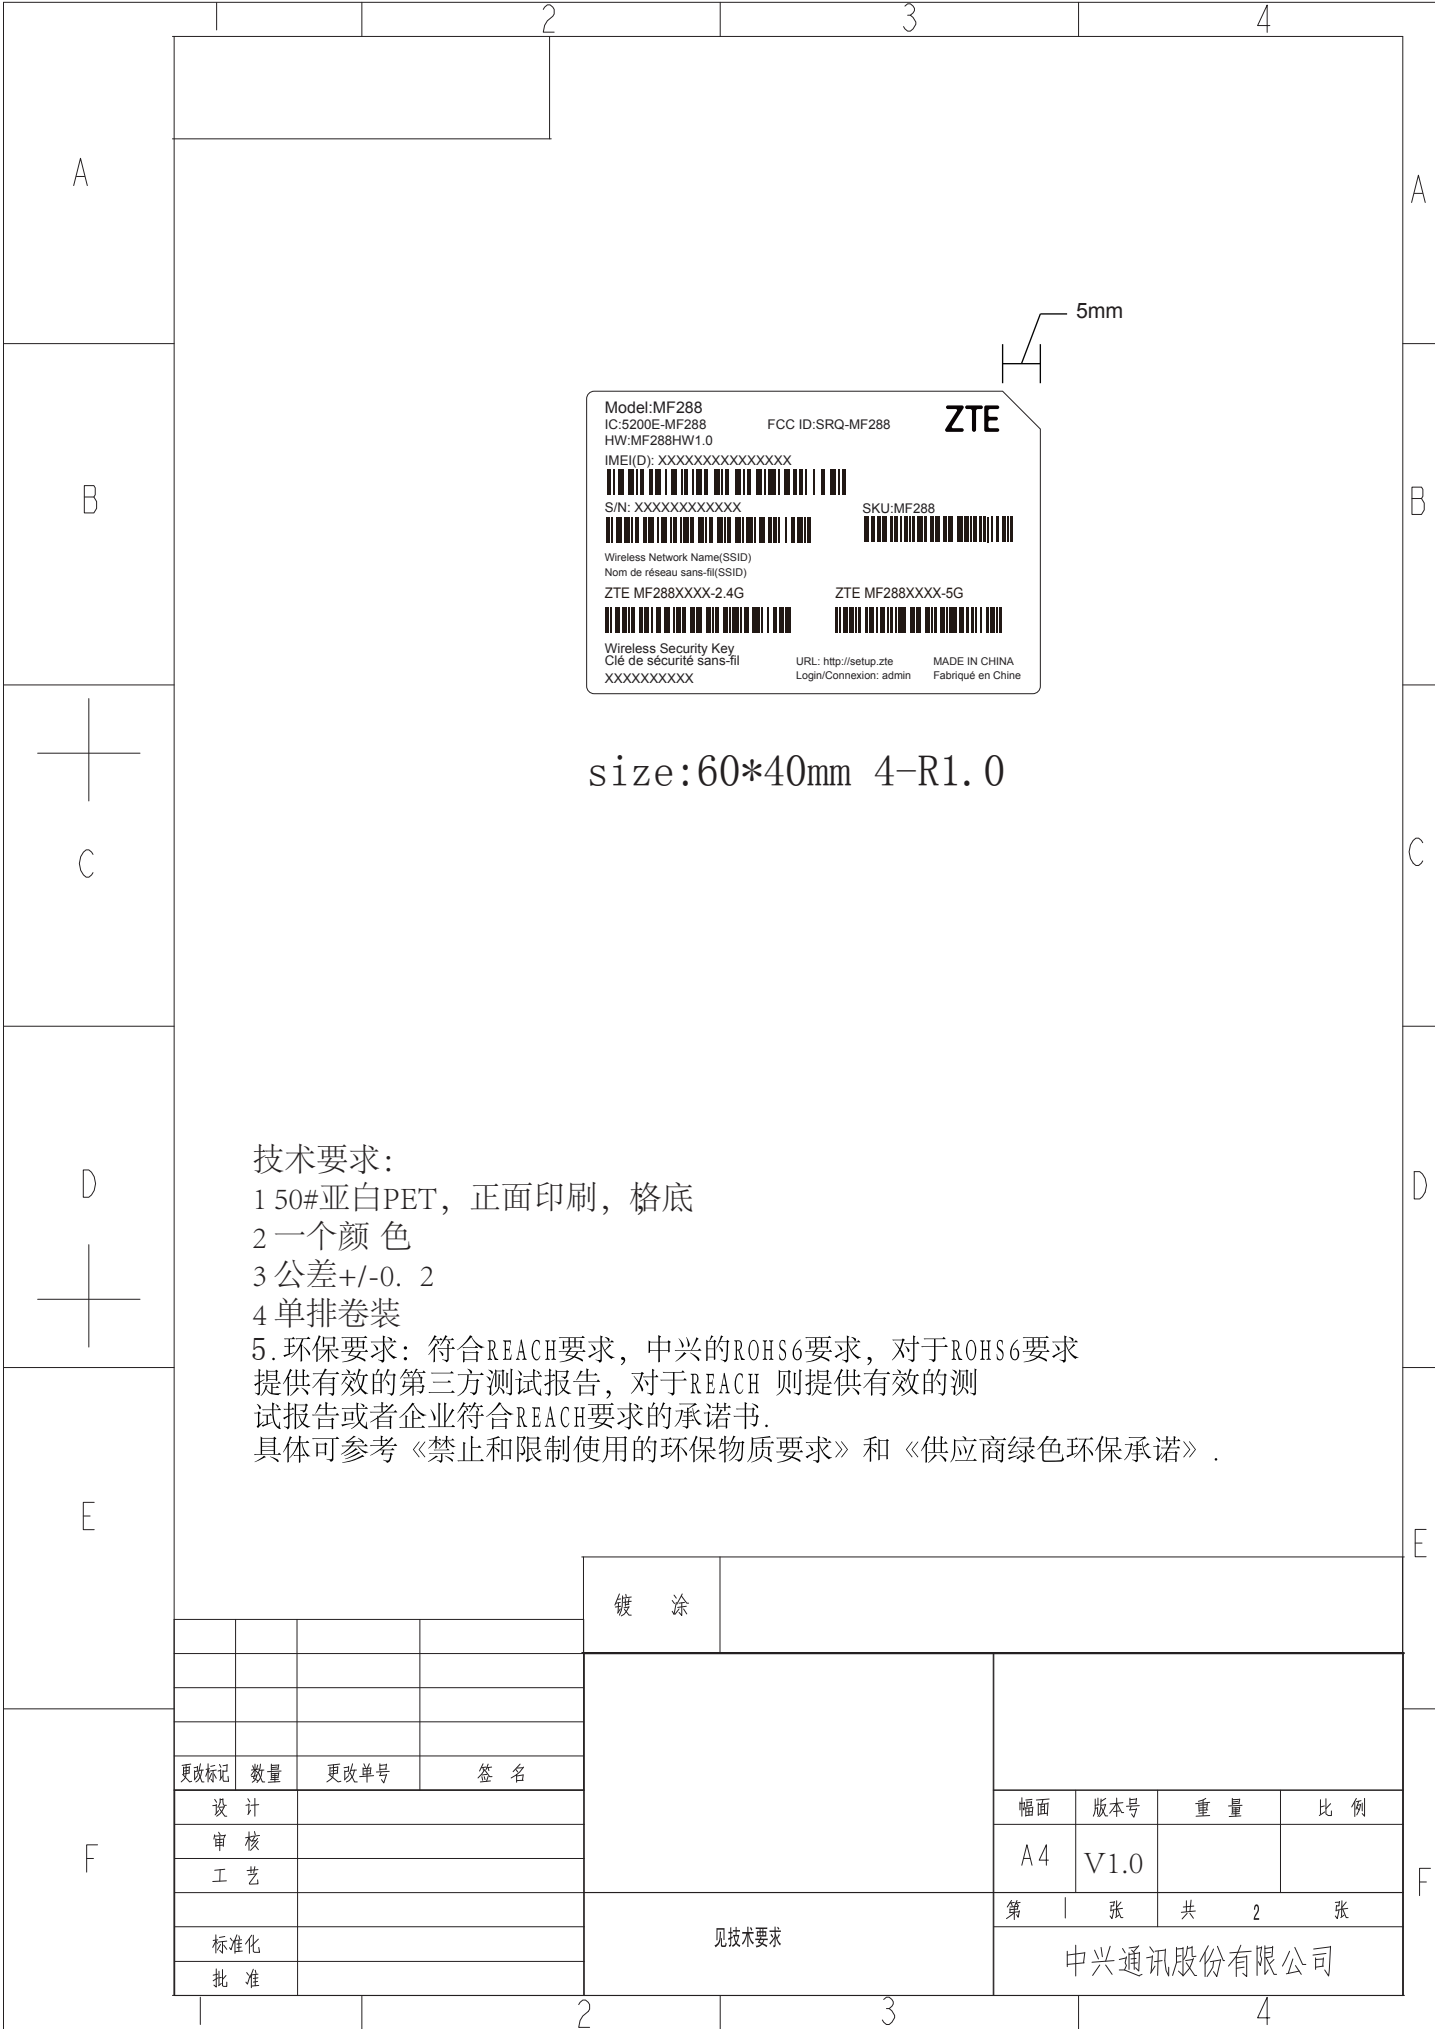 2 3 4
A A
5mm
Model:MF288
IC:5200E-MF288 FCC ID:SRQ-MF288 ZTE
HW:MF288HW1.0
IMEI(D): XXXXXXXXXXXXXXX
B B
S/N: XXXXXXXXXXXX SKU:MF288
Wireless Network Name(SSID)
Nom de réseau sans-fil(SSID)
ZTE MF288XXXX-2.4G ZTE MF288XXXX-5G
Wireless Security Key
Clé de sécurité sans-fil URL: http://setup.zte MADE IN CHINA
XXXXXXXXXX Login/Connexion: admin Fabriqué en Chine
size:60*40mm 4-R1.0
C C
技术要求:
D D
1 50#亚白PET，正面印刷，格底
2 一个颜 色
3 公差+/-0. 2
4 单排卷装
5.环保要求: 符合REACH要求，中兴的ROHS6要求，对于ROHS6要求
提供有效的第三方测试报告，对于REACH 则提供有效的测
试报告或者企业符合REACH要求的承诺书.
具体可参考《禁止和限制使用的环保物质要求》和《供应商绿色环保承诺》.
E E
镀 涂
更改标记 数量 更改单号 签 名
设 计 幅面 版本号 重 量 比 例
审 核
F A4 V1.0 F
工 艺
第 1 张 共 2 张
标准化 见技术要求
中兴通讯股份有限公司
批 准
2 3 4